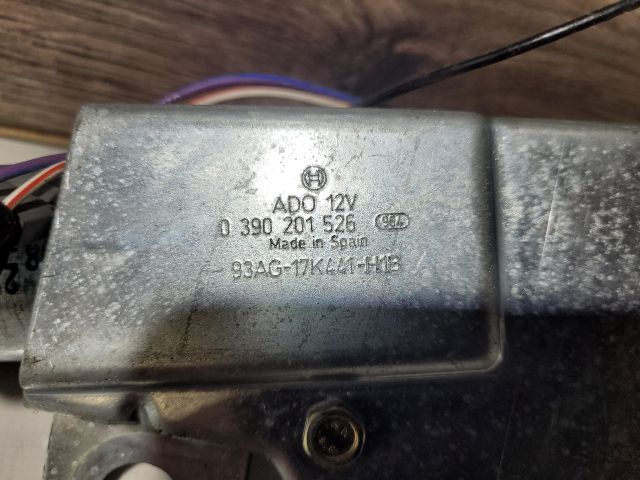 ADO 12V
0 390 201 526
Made in Spain
93AG-17K441-H1B